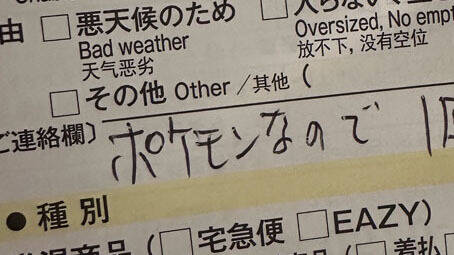 由 □ 悪天候のため
Bad weather
天气恶劣
Oversized, No
放不下, 没有空位
□ その他 Other / 其他 (
ご連絡欄) ポケモンなので
● 種別
□ 宅急便 □ EAZY)
□ 着払